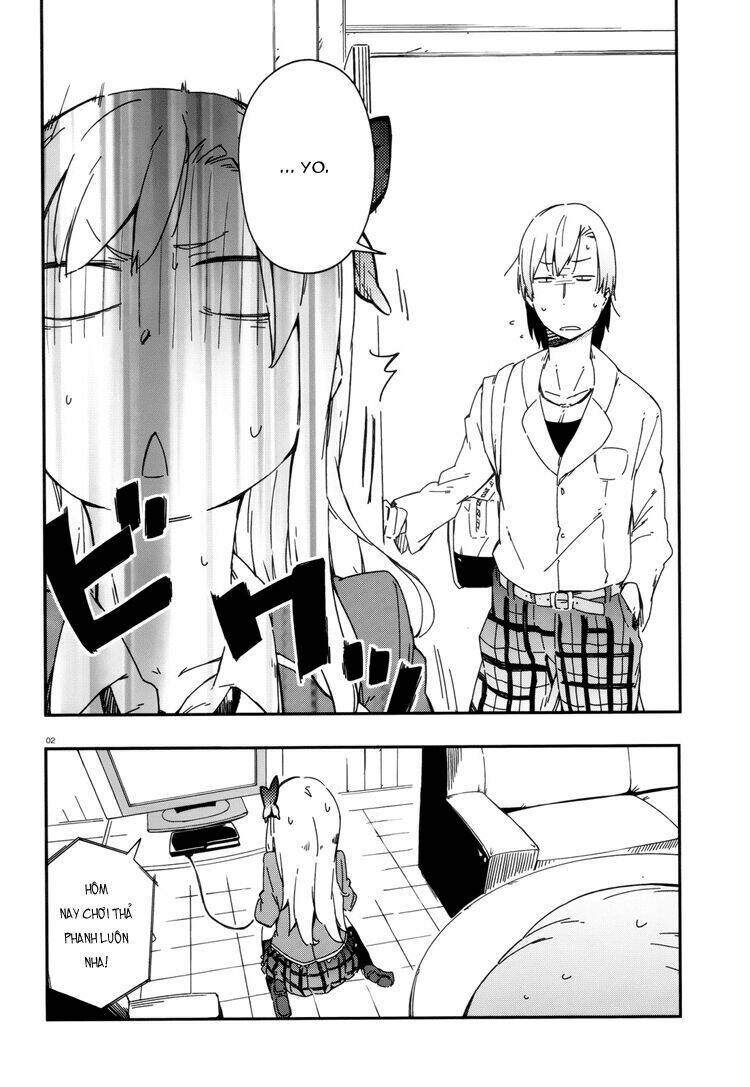 ... YO.
ビクッ
02
HÔM
NAY CHƠI THẢ
PHANH LUÔN
NHA!